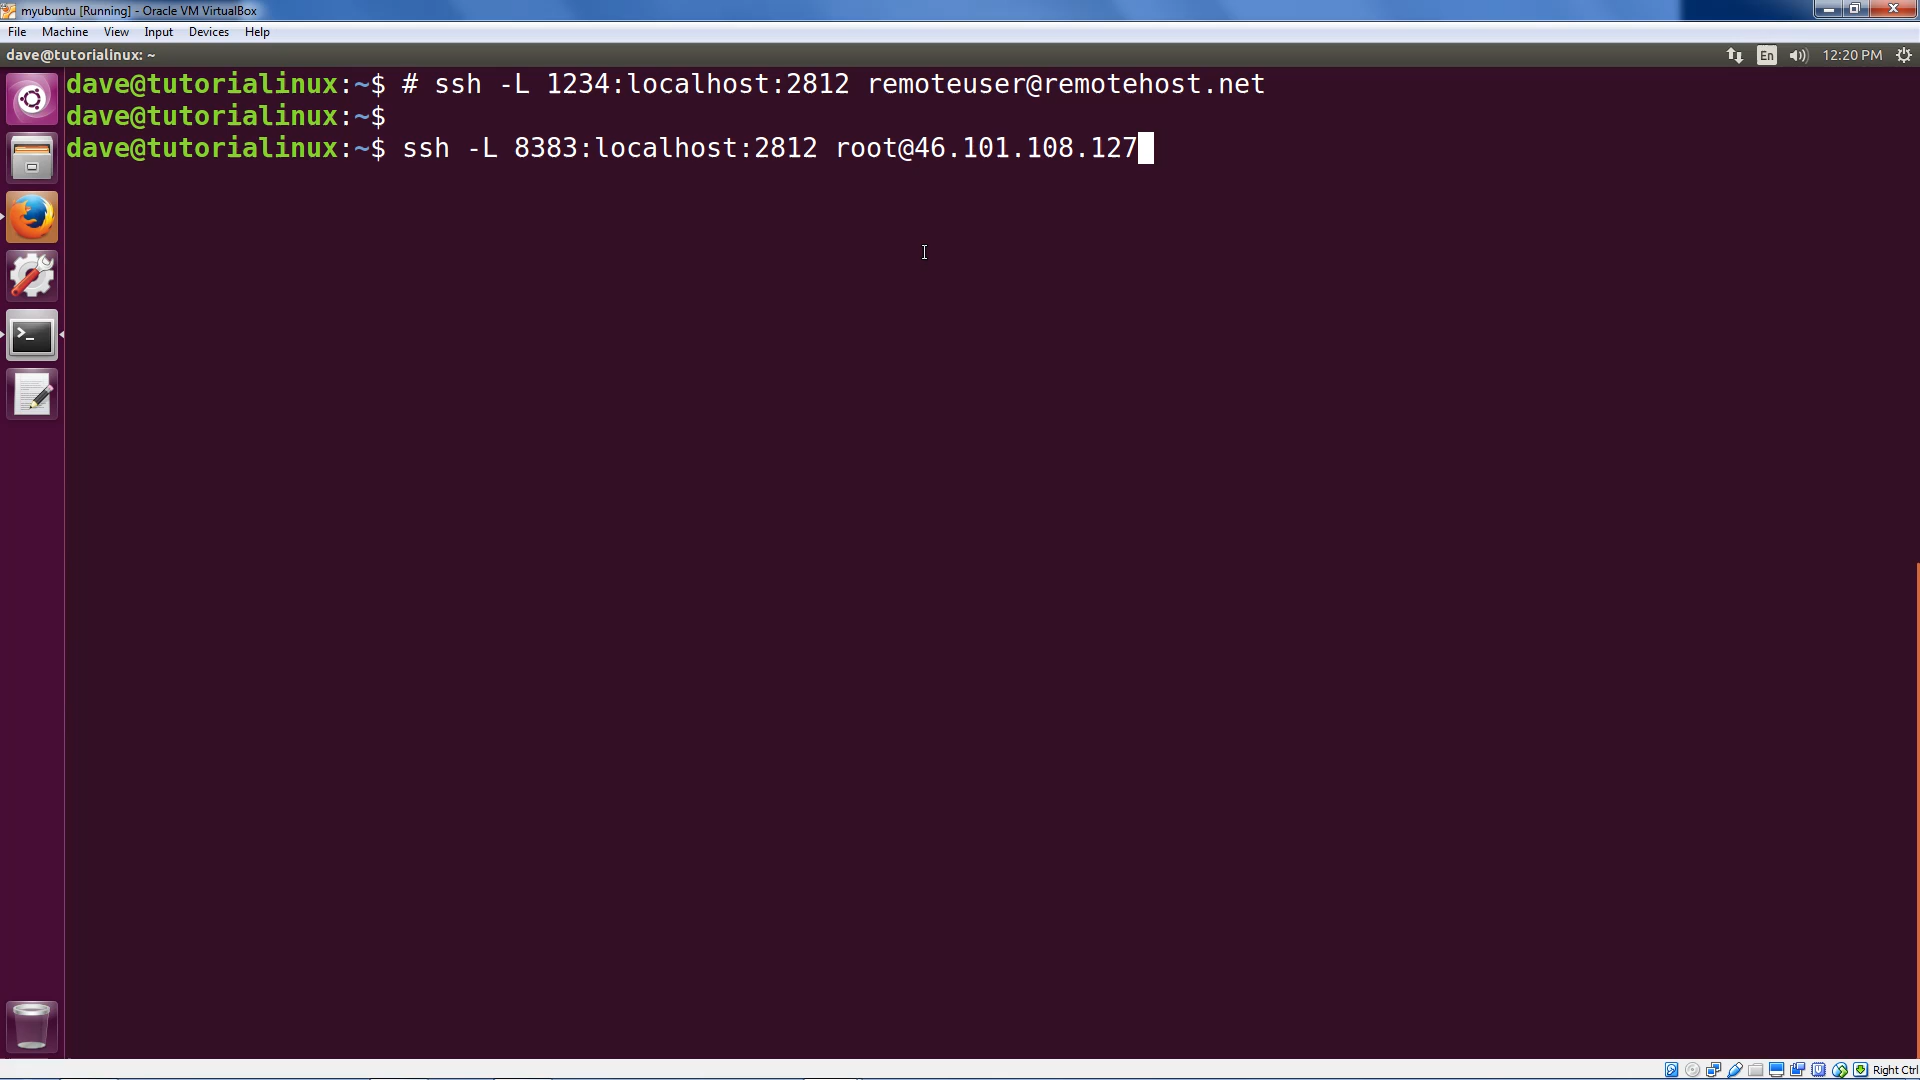 myubuntu [Running] - Oracle VM VirtualBox
File Machine View Input Devices Help
dave@tutorialinux: ~
En 12:20 PM
dave@tutorialinux:~$ # ssh -L 1234:localhost:2812 remoteuser@remotehost.net
dave@tutorialinux:~$
dave@tutorialinux:~$ ssh -L 8383:localhost:2812 root@46.101.108.127
>_
Right Ctrl